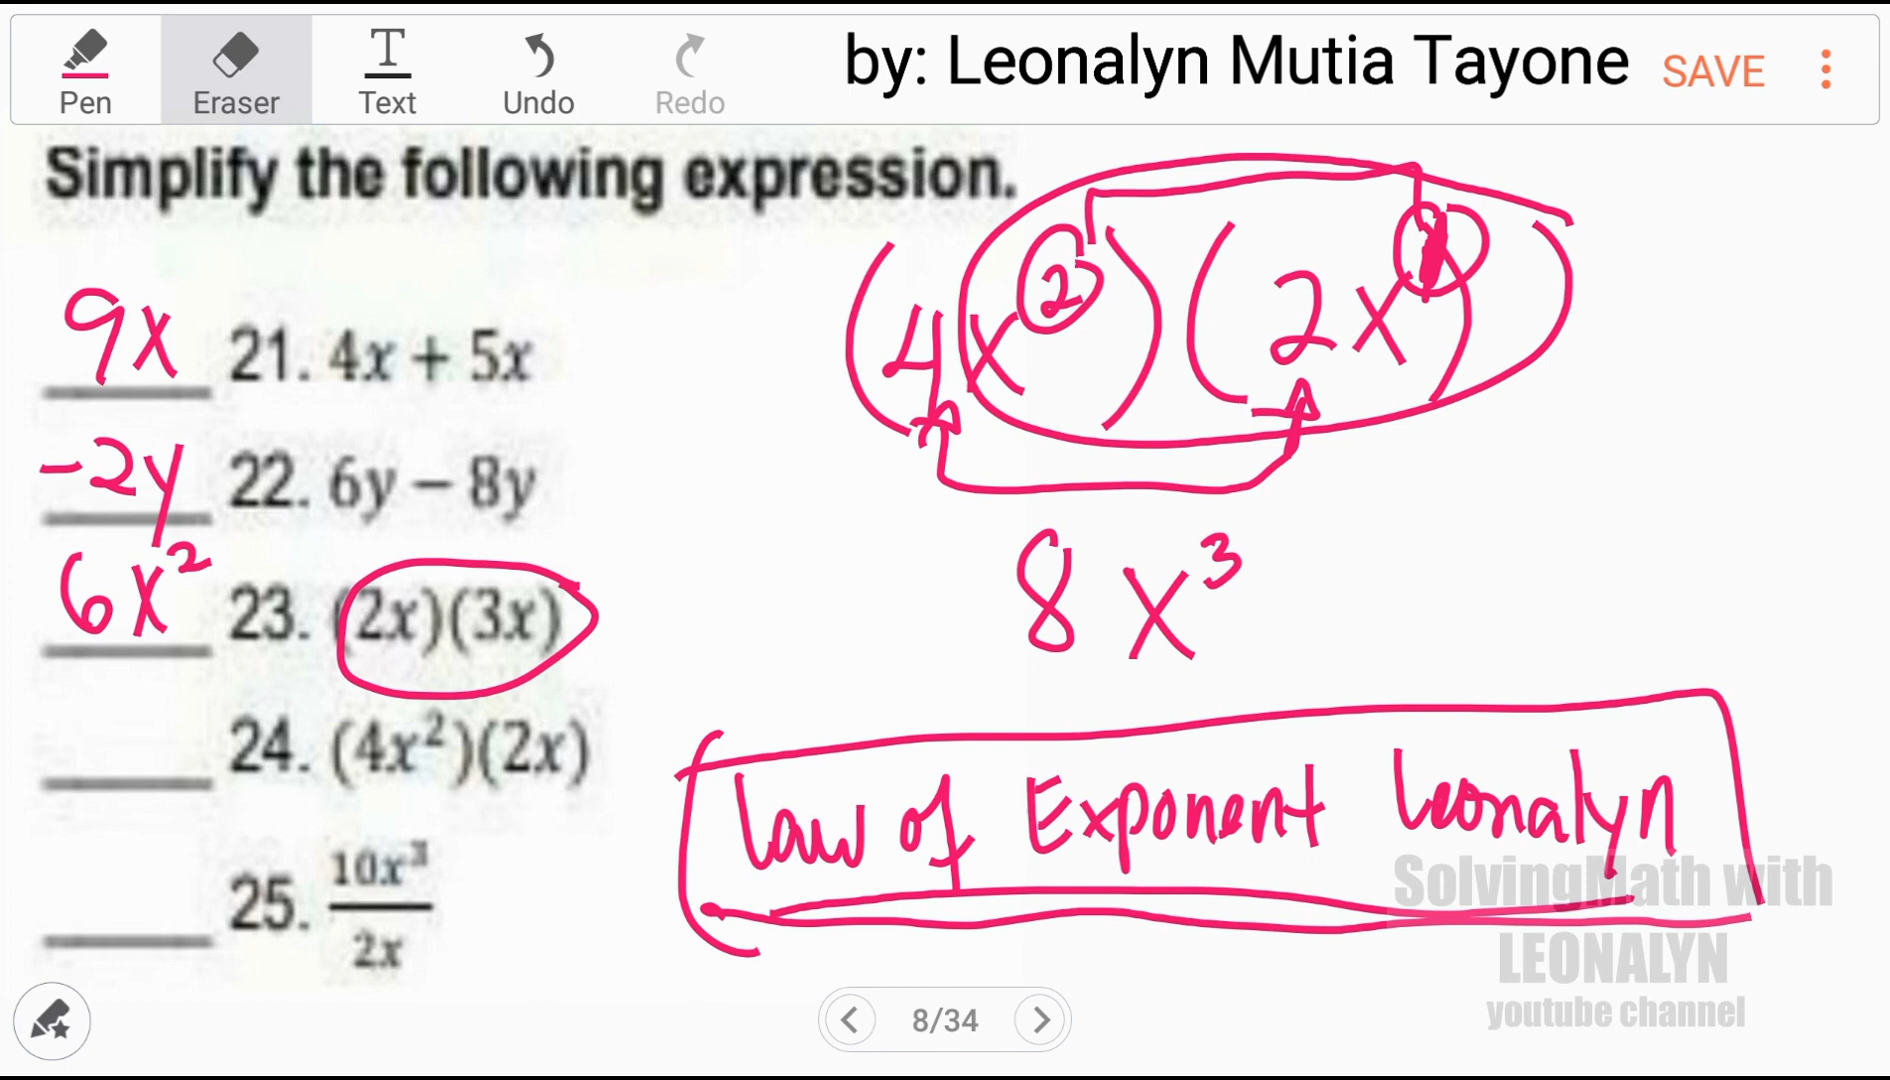 Pen
Eraser
Text
Undo
Redo
by: Leonalyn Mutia Tayone
SAVE
Simplify the following expression.
9x 21. 4x + 5x
-2y 22. 6y – 8y
6x² 23. (2x)(3x)
24. (4x²)(2x)
25. 10x³
2x
(4x²)(2x¹)
8x³
Law of Exponent Leonalyn
SolvingMath with
LEONALYN
youtube channel
8/34